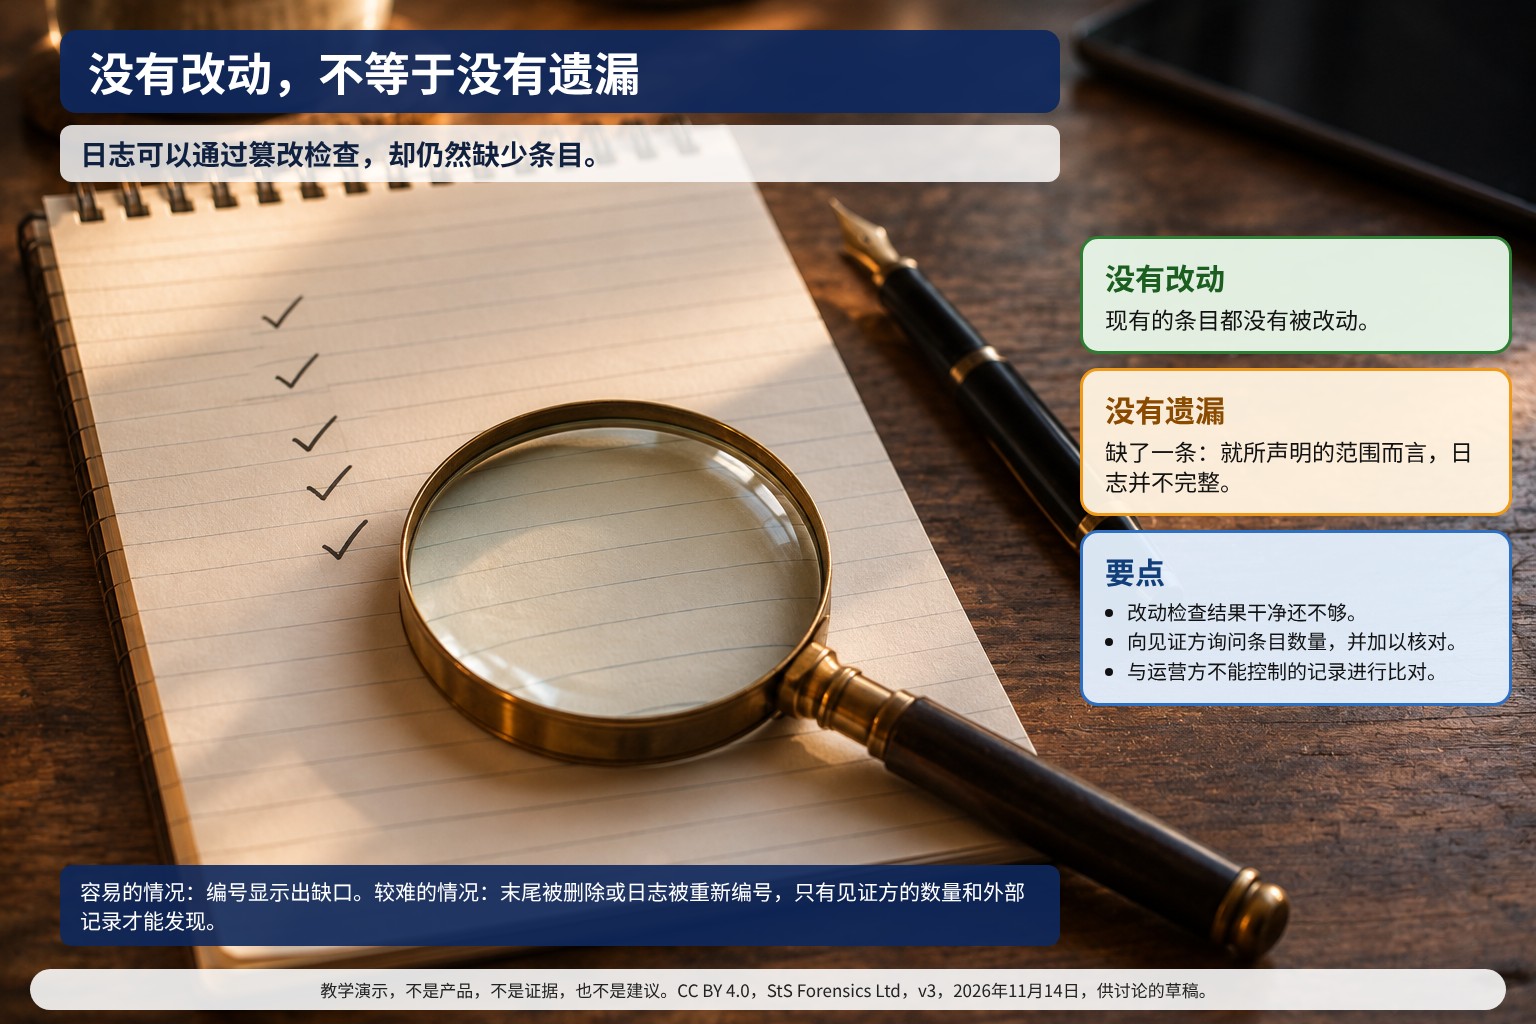 没有改动，不等于没有遗漏
日志可以通过篡改检查，却仍然缺少条目。
没有改动
现有的条目都没有被改动。
没有遗漏
缺了一条：就所声明的范围而言，日
志并不完整。
要点
• 改动检查结果干净还不够。
• 向见证方询问条目数量，并加以核对。
• 与运营方不能控制的记录进行比对。
容易的情况：编号显示出缺口。较难的情况：末尾被删除或日志被重新编号，只有见证方的数量和外部
记录才能发现。
教学演示，不是产品，不是证据，也不是建议。CC BY 4.0，StS Forensics Ltd，v3，2026年11月14日，供讨论的草稿。